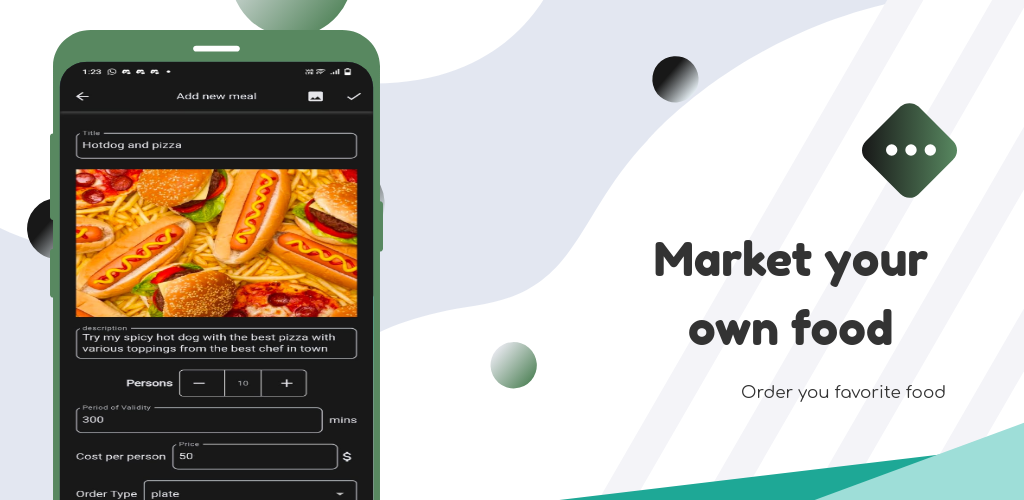 1:23
Add new meal
Title
Hotdog and pizza
description
Try my spicy hot dog with the best pizza with
various toppings from the best chef in town
Persons
10
Period of Validity
300 mins
Price
Cost per person 50 $
Order Type plate
Market your
own food
Order you favorite food